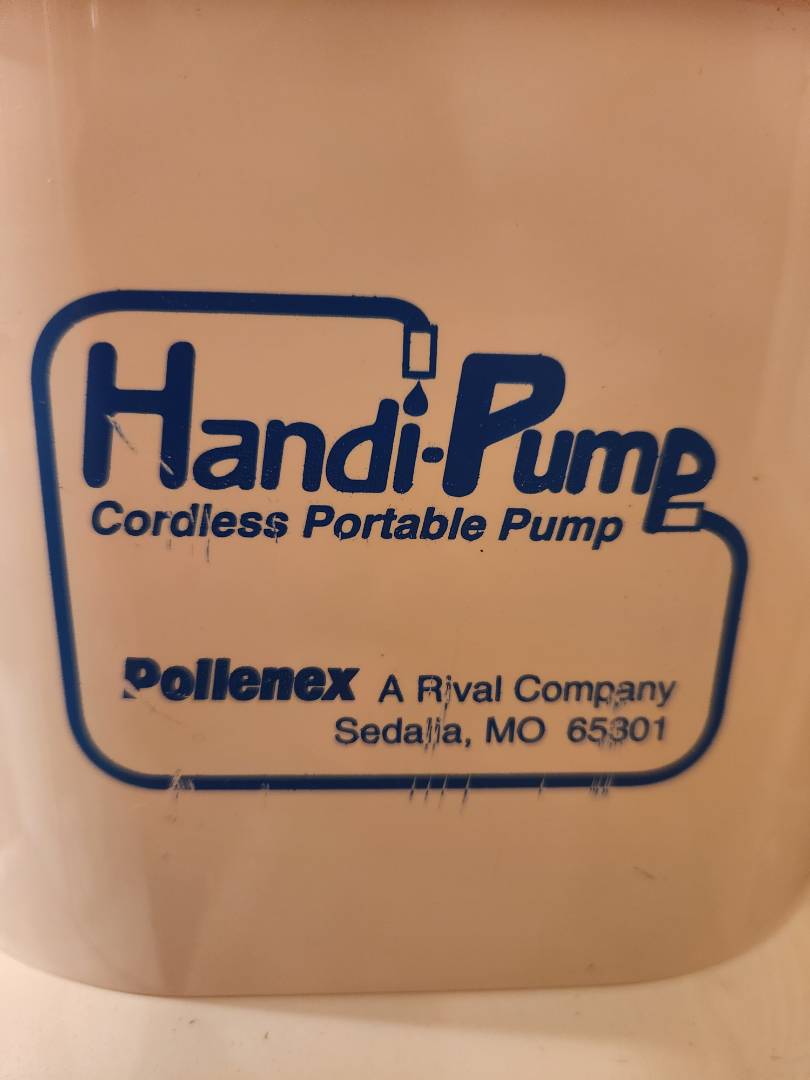 Handi-Pump
Cordless Portable Pump
Pollenex A Rival Company
Sedalia, MO 65301